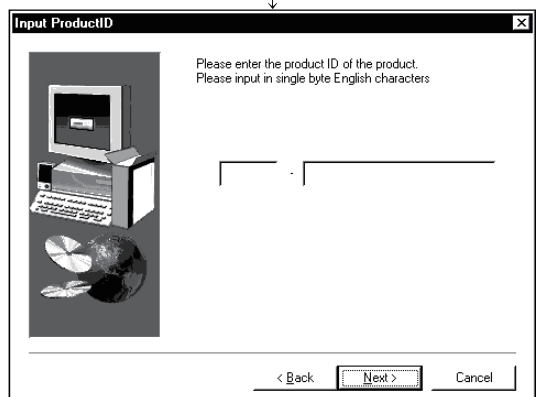 Input ProductID
Please enter the product ID of the product.
Please input in single byte English characters
-
< Back
Next >
Cancel